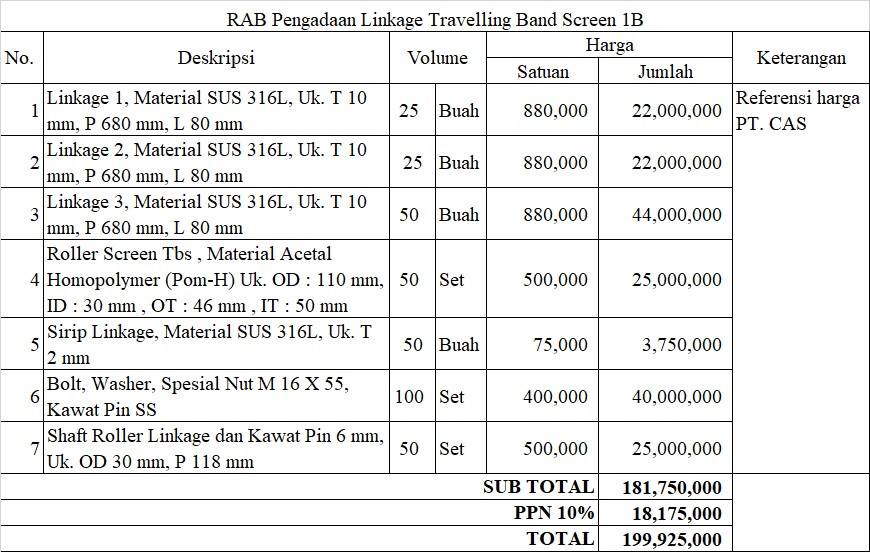 RAB Pengadaan Linkage Travelling Band Screen 1B
No. Deskripsi Volume Harga Keterangan
Satuan Jumlah
1 Linkage 1, Material SUS 316L, Uk. T 10 mm, P 680 mm, L 80 mm 25 Buah 880,000 22,000,000 Referensi harga PT. CAS
2 Linkage 2, Material SUS 316L, Uk. T 10 mm, P 680 mm, L 80 mm 25 Buah 880,000 22,000,000
3 Linkage 3, Material SUS 316L, Uk. T 10 mm, P 680 mm, L 80 mm 50 Buah 880,000 44,000,000
4 Roller Screen Tbs , Material Acetal Homopolymer (Pom-H) Uk. OD : 110 mm, ID : 30 mm , OT : 46 mm , IT : 50 mm 50 Set 500,000 25,000,000
5 Sirip Linkage, Material SUS 316L, Uk. T 2 mm 50 Buah 75,000 3,750,000
6 Bolt, Washer, Spesial Nut M 16 X 55, Kawat Pin SS 100 Set 400,000 40,000,000
7 Shaft Roller Linkage dan Kawat Pin 6 mm, Uk. OD 30 mm, P 118 mm 50 Set 500,000 25,000,000
SUB TOTAL 181,750,000
PPN 10% 18,175,000
TOTAL 199,925,000